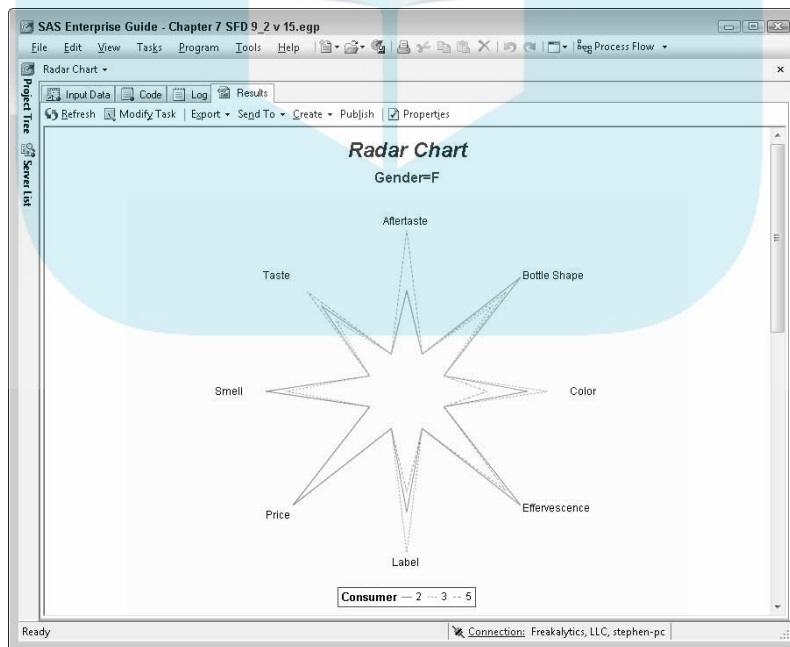 SAS Enterprise Guide - Chapter 7 SFD 9_2 v 15.egp
File Edit View Tasks Program Tools Help Process Flow
Radar Chart
Project Tree
Server List
Input Data Code Log Results
Refresh Modify Task Export Send To Create Publish Properties
Radar Chart
Gender=F
Aftertaste
Taste Bottle Shape
Smell Color
Price Effervescence
Label
Consumer — 2 --- 3 -- 5
Ready Connection: Freakalytics, LLC, stephen-pc